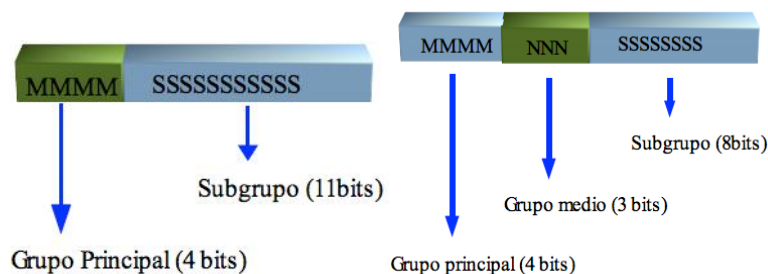 MMMM SSSSSSSSSSS
Subgrupo (11bits)
Grupo Principal (4 bits)
MMMM NNN SSSSSSSS
Subgrupo (8bits)
Grupo medio (3 bits)
Grupo principal (4 bits)